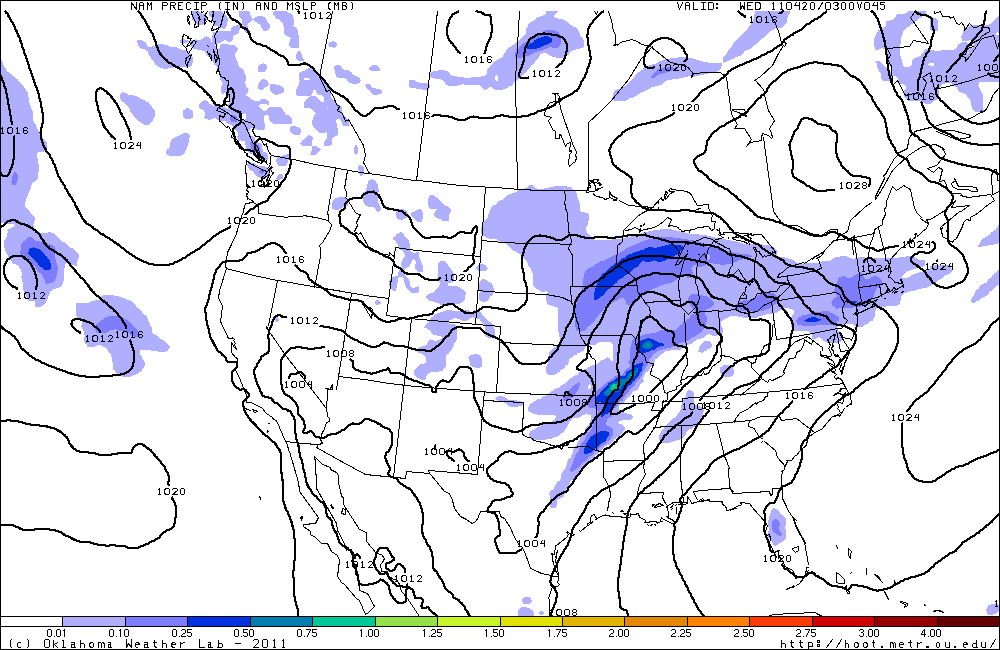 NAM PRECIP (IN) AND MSLP (MB) VALID: WED 110420/0300V045
1012 1016
1016 1012 1020 1012
1016 1020 1016
1016
1024
1028
1020
1020
1016 1024
1020 1024 1024
1012
1012 1012 1016
1008
1004
1008 1000 1008 1012 1016
1024
1004
1004
1020
1004
1012 1012
1020
1008
0.01 0.10 0.25 0.50 0.75 1.00 1.25 1.50 1.75 2.00 2.25 2.50 2.75 3.00 4.00
(c) Oklahoma Weather Lab - 2011 http://hoot.metr.ou.edu/